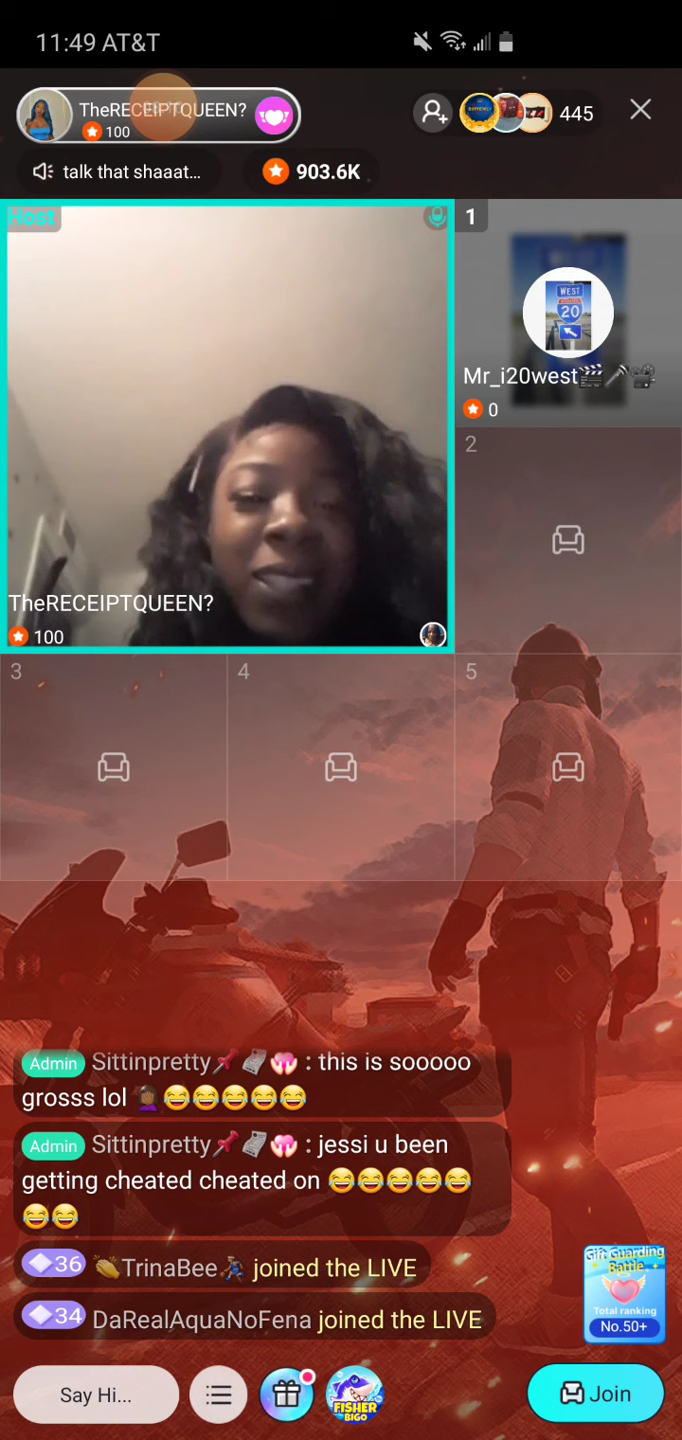 11:49 AT&T
TheRECEIPTQUEEN?
100
445
talk that shaaat...
903.6K
Host
1
WEST
20
Mr_i20west🎬🎤📽
0
2
TheRECEIPTQUEEN?
100
3
4
5
Admin Sittinpretty📌🗞💝 : this is sooooo
grosss lol 🤦🏾‍♀️😂😂😂😂😂
Admin Sittinpretty📌🗞💝 : jessi u been
getting cheated cheated on 😂😂😂😂😂
😂😂
36 👏TrinaBee👩🏾‍🦼 joined the LIVE
34 DaRealAquaNoFena joined the LIVE
Gift Guarding
Battle
Total ranking
No.50+
Say Hi...
FISHER
BIGO
Join